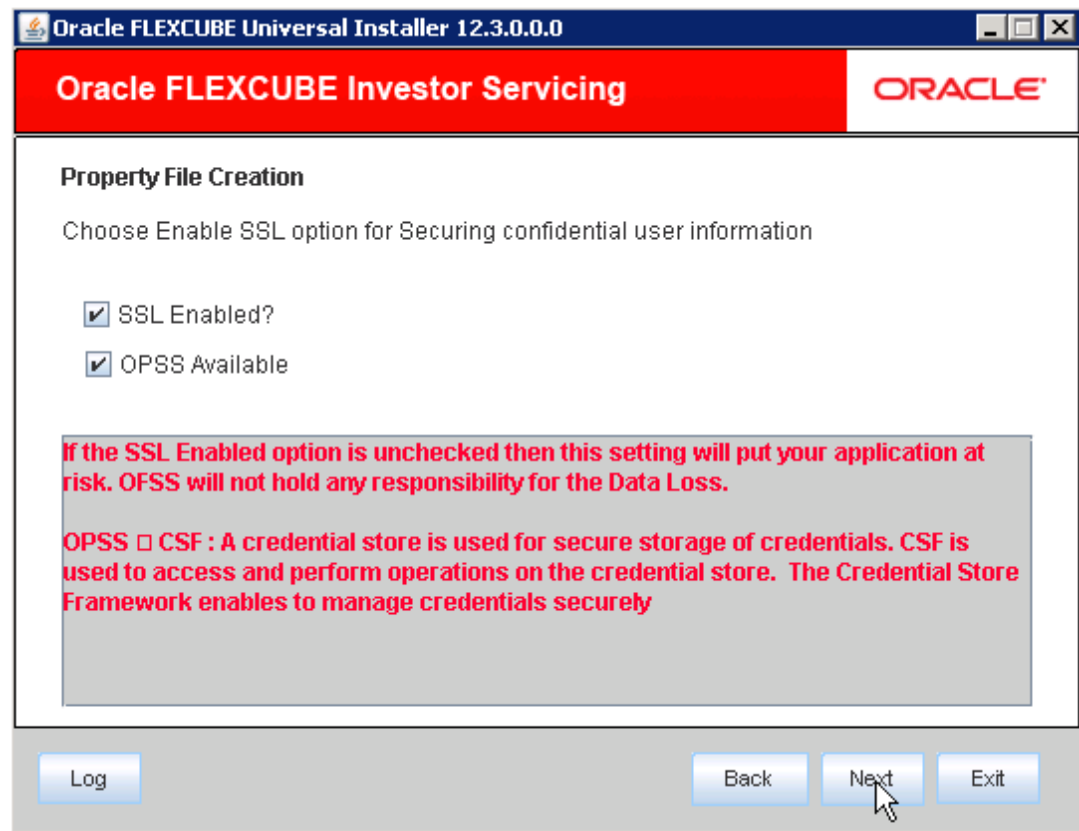 Oracle FLEXCUBE Universal Installer 12.3.0.0.0
Oracle FLEXCUBE Investor Servicing
ORACLE
Property File Creation
Choose Enable SSL option for Securing confidential user information
SSL Enabled?
OPSS Available
If the SSL Enabled option is unchecked then this setting will put your application at
risk. OFSS will not hold any responsibility for the Data Loss.
OPSS □ CSF : A credential store is used for secure storage of credentials. CSF is
used to access and perform operations on the credential store.  The Credential Store
Framework enables to manage credentials securely
Log
Back
Next
Exit